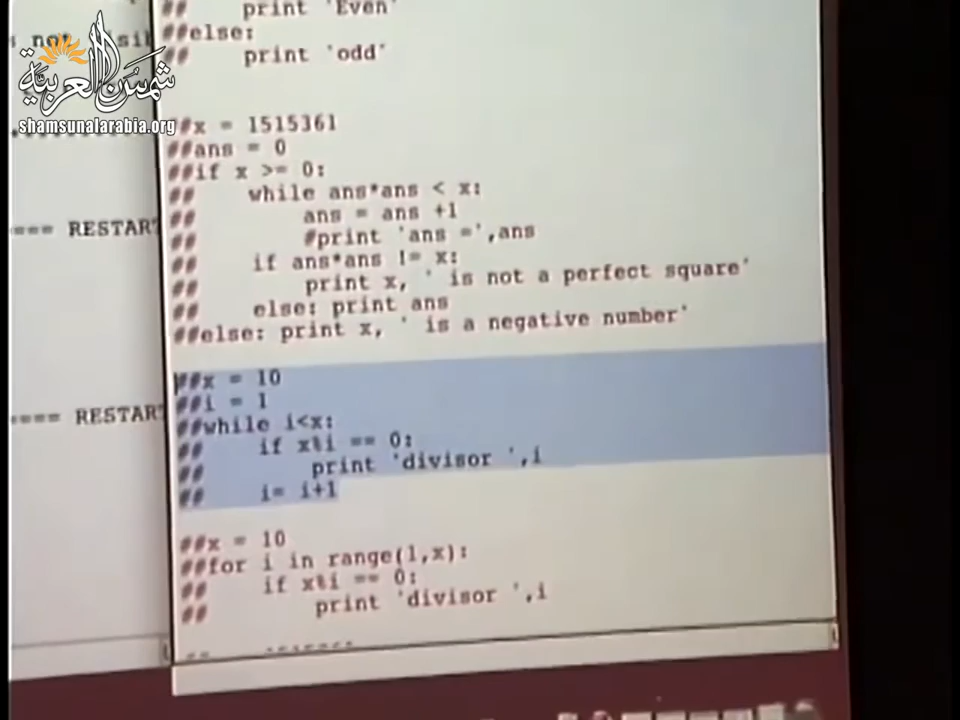 ##      print 'Even'
##else:
##      print 'odd'
شمس العربية
shamsunalarabia.org
##x = 1515361
##ans = 0
##if x >= 0:
##      while ans*ans < x:
##          ans = ans +1
##          #print 'ans =',ans
##      if ans*ans != x:
##          print x, ' is not a perfect square'
##      else: print ans
##else: print x, ' is a negative number'
==== RESTART
##x = 10
##i = 1
##while i<x:
##      if x%i == 0:
##          print 'divisor ',i
##      i= i+1
==== RESTART
##x = 10
##for i in range(1,x):
##      if x%i == 0:
##          print 'divisor ',i